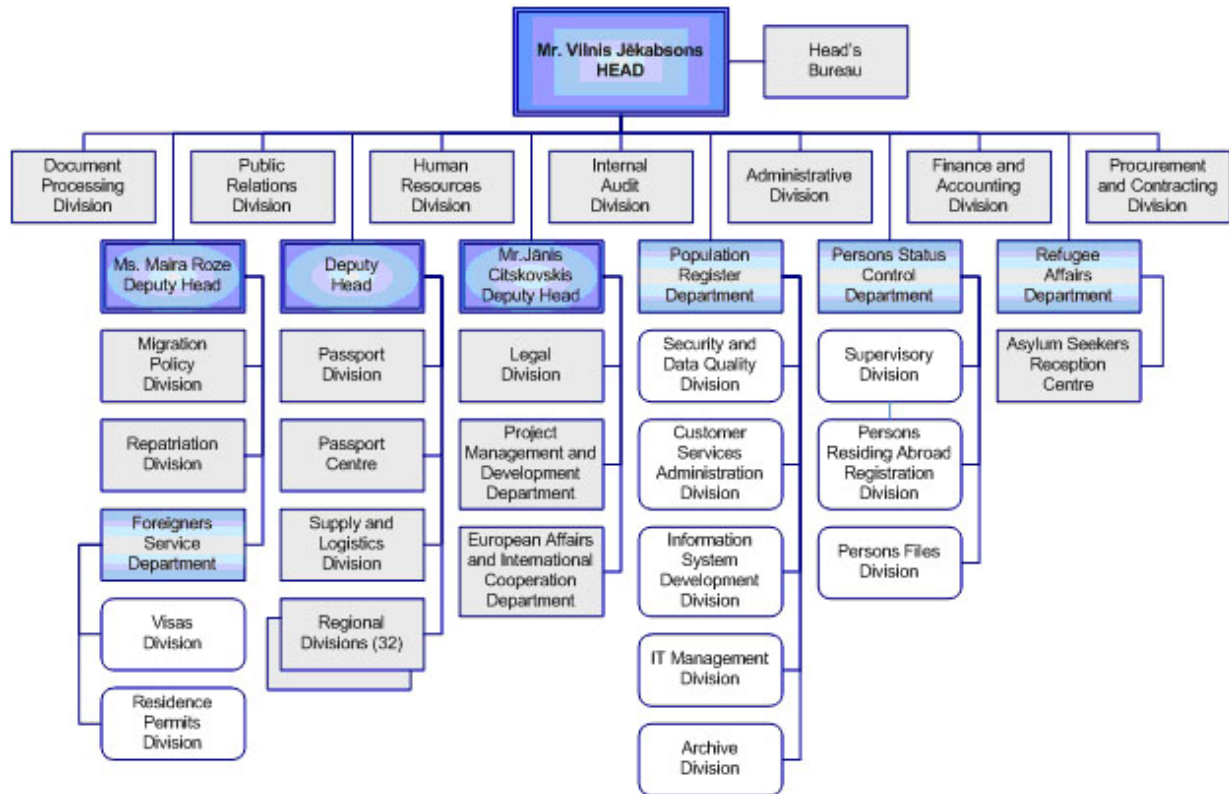 Mr. Vilnis Jēkabsons
HEAD
Head's
Bureau
Document
Processing
Division
Public
Relations
Division
Human
Resources
Division
Internal
Audit
Division
Administrative
Division
Finance and
Accounting
Division
Procurement
and Contracting
Division
Ms. Maira Roze
Deputy Head
Deputy
Head
Mr.Jānis
Citskovskis
Deputy Head
Population
Register
Department
Persons Status
Control
Department
Refugee
Affairs
Department
Migration
Policy
Division
Passport
Division
Legal
Division
Security and
Data Quality
Division
Supervisory
Division
Asylum Seekers
Reception
Centre
Repatriation
Division
Passport
Centre
Project
Management and
Development
Department
Customer
Services
Administration
Division
Persons
Residing Abroad
Registration
Division
Foreigners
Service
Department
Supply and
Logistics
Division
European Affairs
and International
Cooperation
Department
Information
System
Development
Division
Persons Files
Division
Visas
Division
Regional
Divisions (32)
IT Management
Division
Residence
Permits
Division
Archive
Division